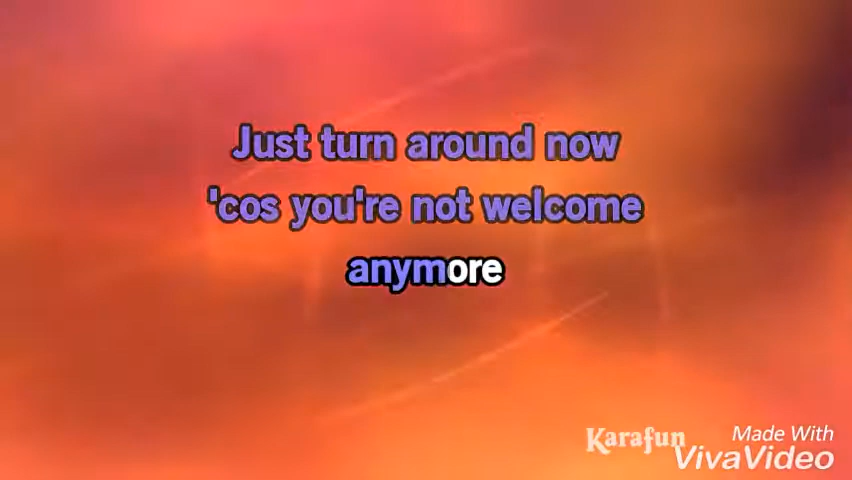 Just turn around now
'cos you're not welcome
anymore
Karafun
Made With
VivaVideo